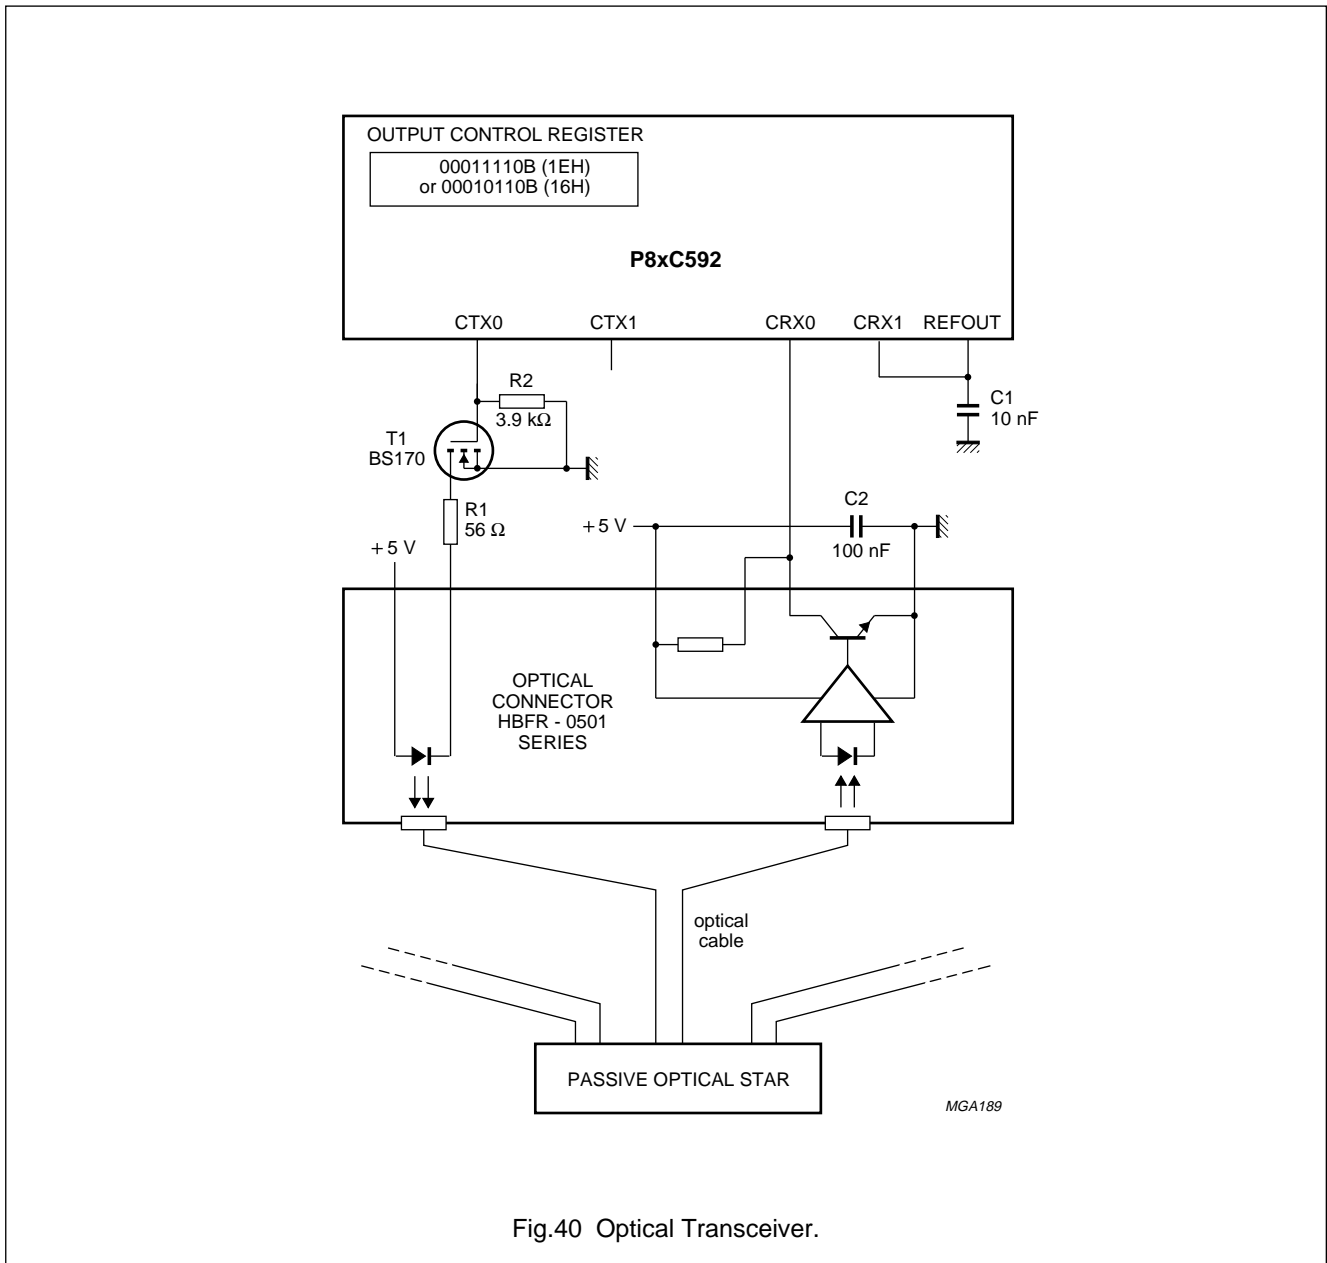 OUTPUT CONTROL REGISTER
00011110B (1EH)
or 00010110B (16H)
P8xC592
CTX0
CTX1
CRX0
CRX1
REFOUT
R2
3.9 kΩ
C1
10 nF
T1
BS170
R1
56 Ω
+5 V
+5 V
C2
100 nF
OPTICAL
CONNECTOR
HBFR - 0501
SERIES
optical
cable
PASSIVE OPTICAL STAR
MGA189
Fig.40 Optical Transceiver.